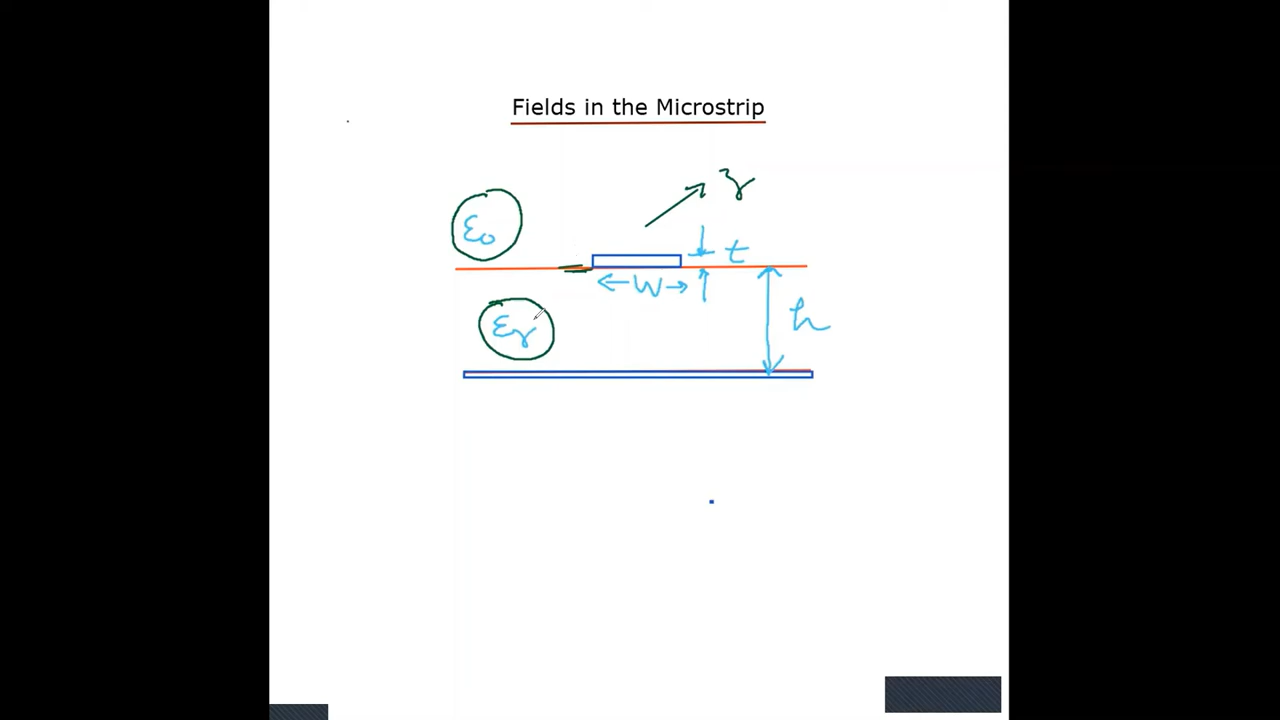 Fields in the Microstrip
z
ε₀
t
W
εᵣ
h